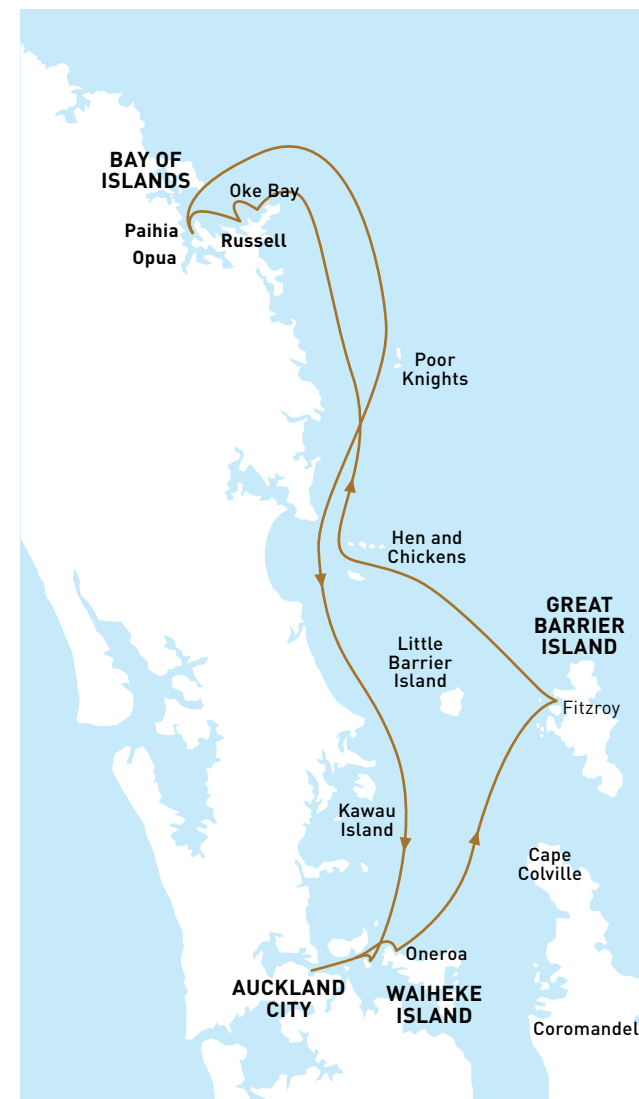 BAY OF
ISLANDS
Oke Bay
Paihia
Russell
Opua
Poor
Knights
Hen and
Chickens
GREAT
BARRIER
ISLAND
Little
Barrier
Island
Fitzroy
Kawau
Island
Cape
Colville
Oneroa
AUCKLAND
CITY
WAIHEKE
ISLAND
Coromandel